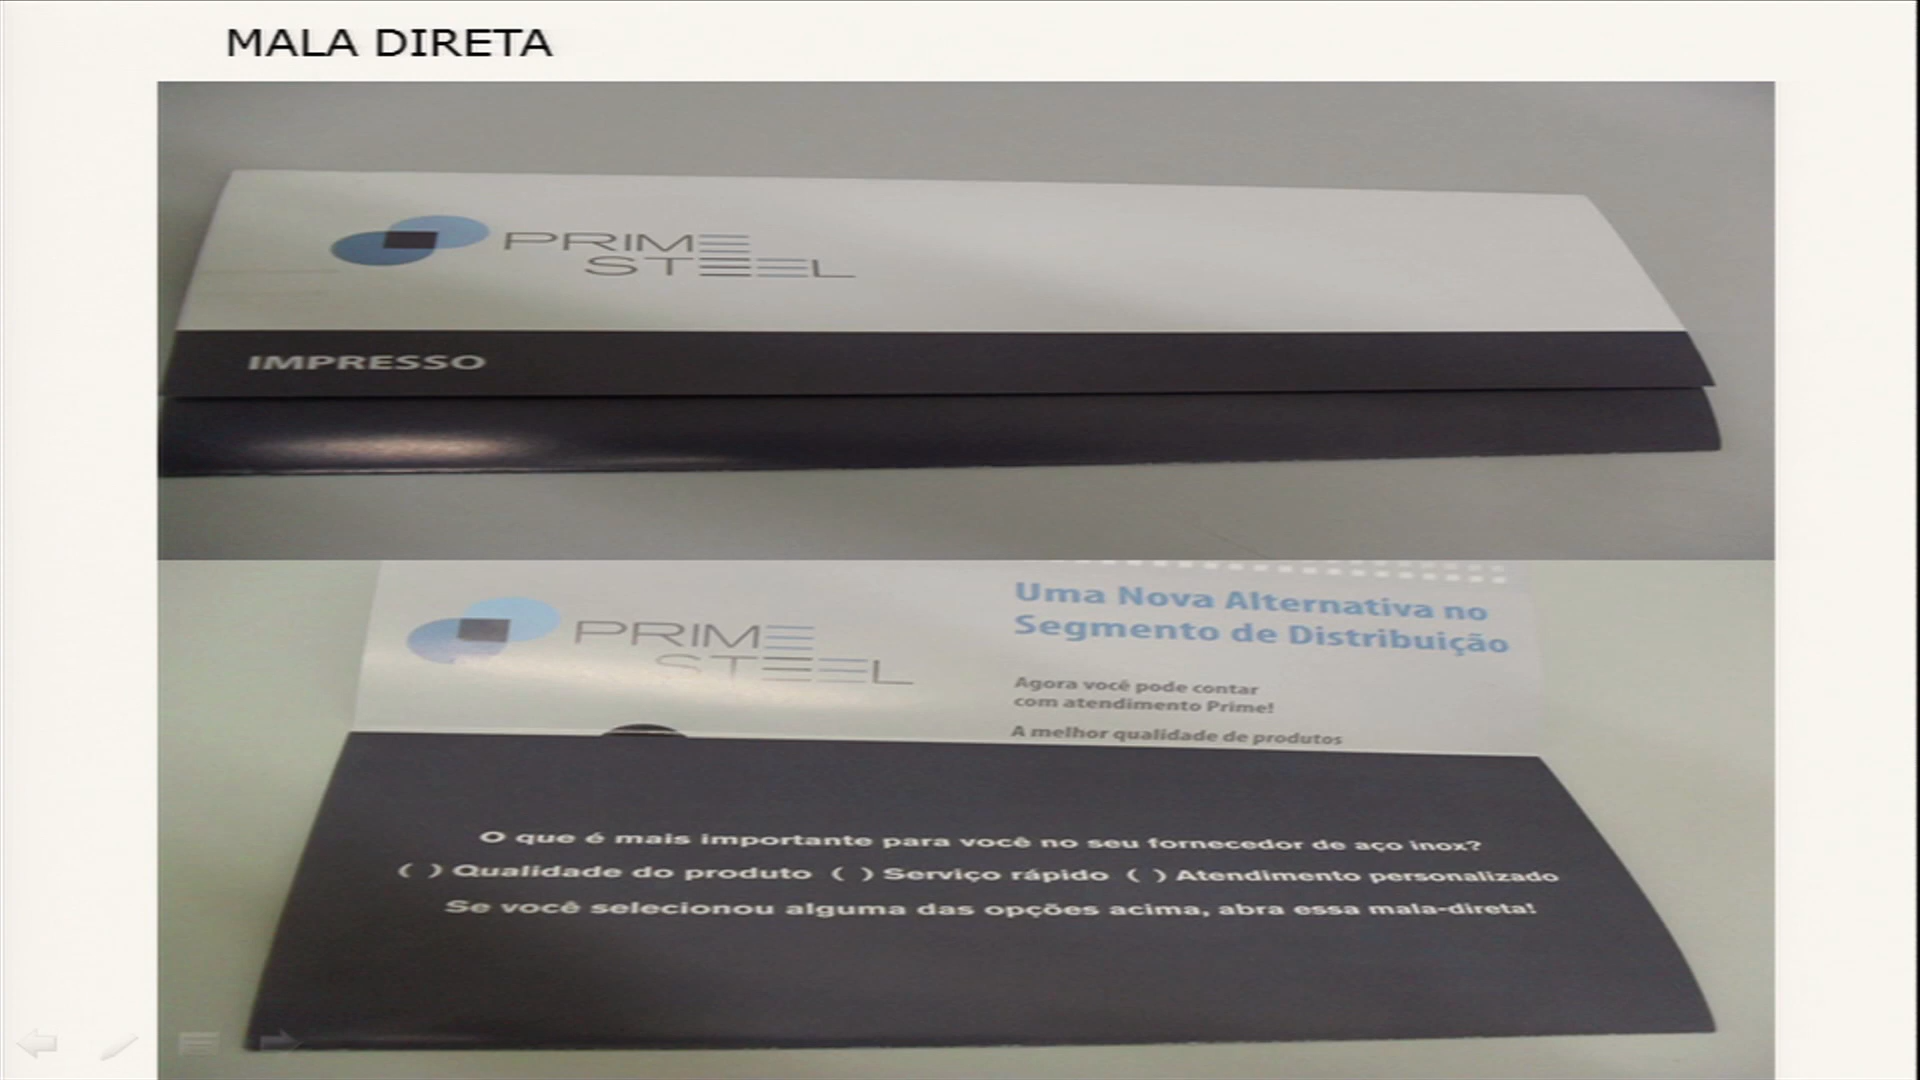 MALA DIRETA
PRIME
STEEL
IMPRESSO
PRIME
STEEL
Uma Nova Alternativa no
Segmento de Distribuição
Agora você pode contar
com atendimento Prime!
A melhor qualidade de produtos
O que é mais importante para você no seu fornecedor de aço inox?
( ) Qualidade do produto ( ) Serviço rápido ( ) Atendimento personalizado
Se você selecionou alguma das opções acima, abra essa mala-direta!